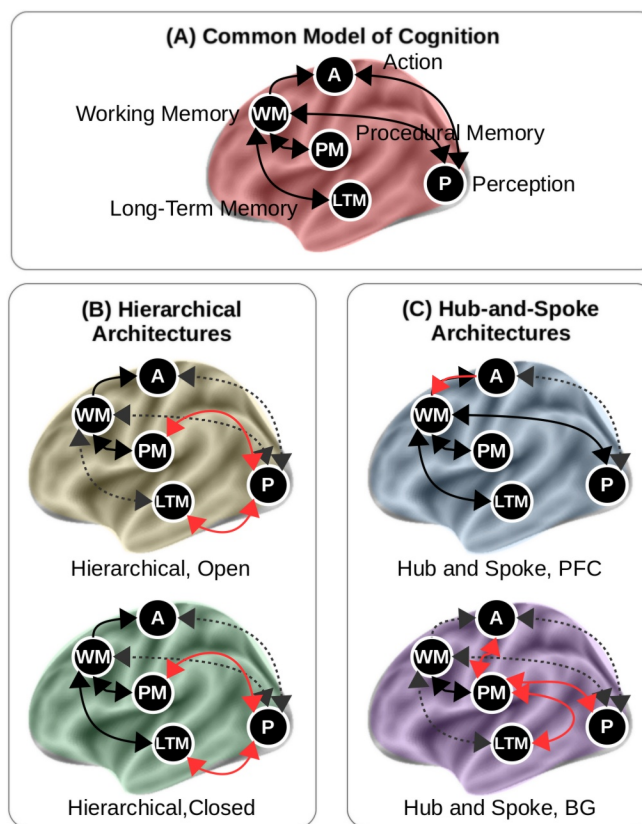 (A) Common Model of Cognition
Action
A
Working Memory
WM
Procedural Memory
PM
P
Perception
Long-Term Memory
LTM
(B) Hierarchical
Architectures
A
WM
PM
P
LTM
Hierarchical, Open
A
WM
PM
P
LTM
Hierarchical,Closed
(C) Hub-and-Spoke
Architectures
A
WM
PM
P
LTM
Hub and Spoke, PFC
A
WM
PM
P
LTM
Hub and Spoke, BG